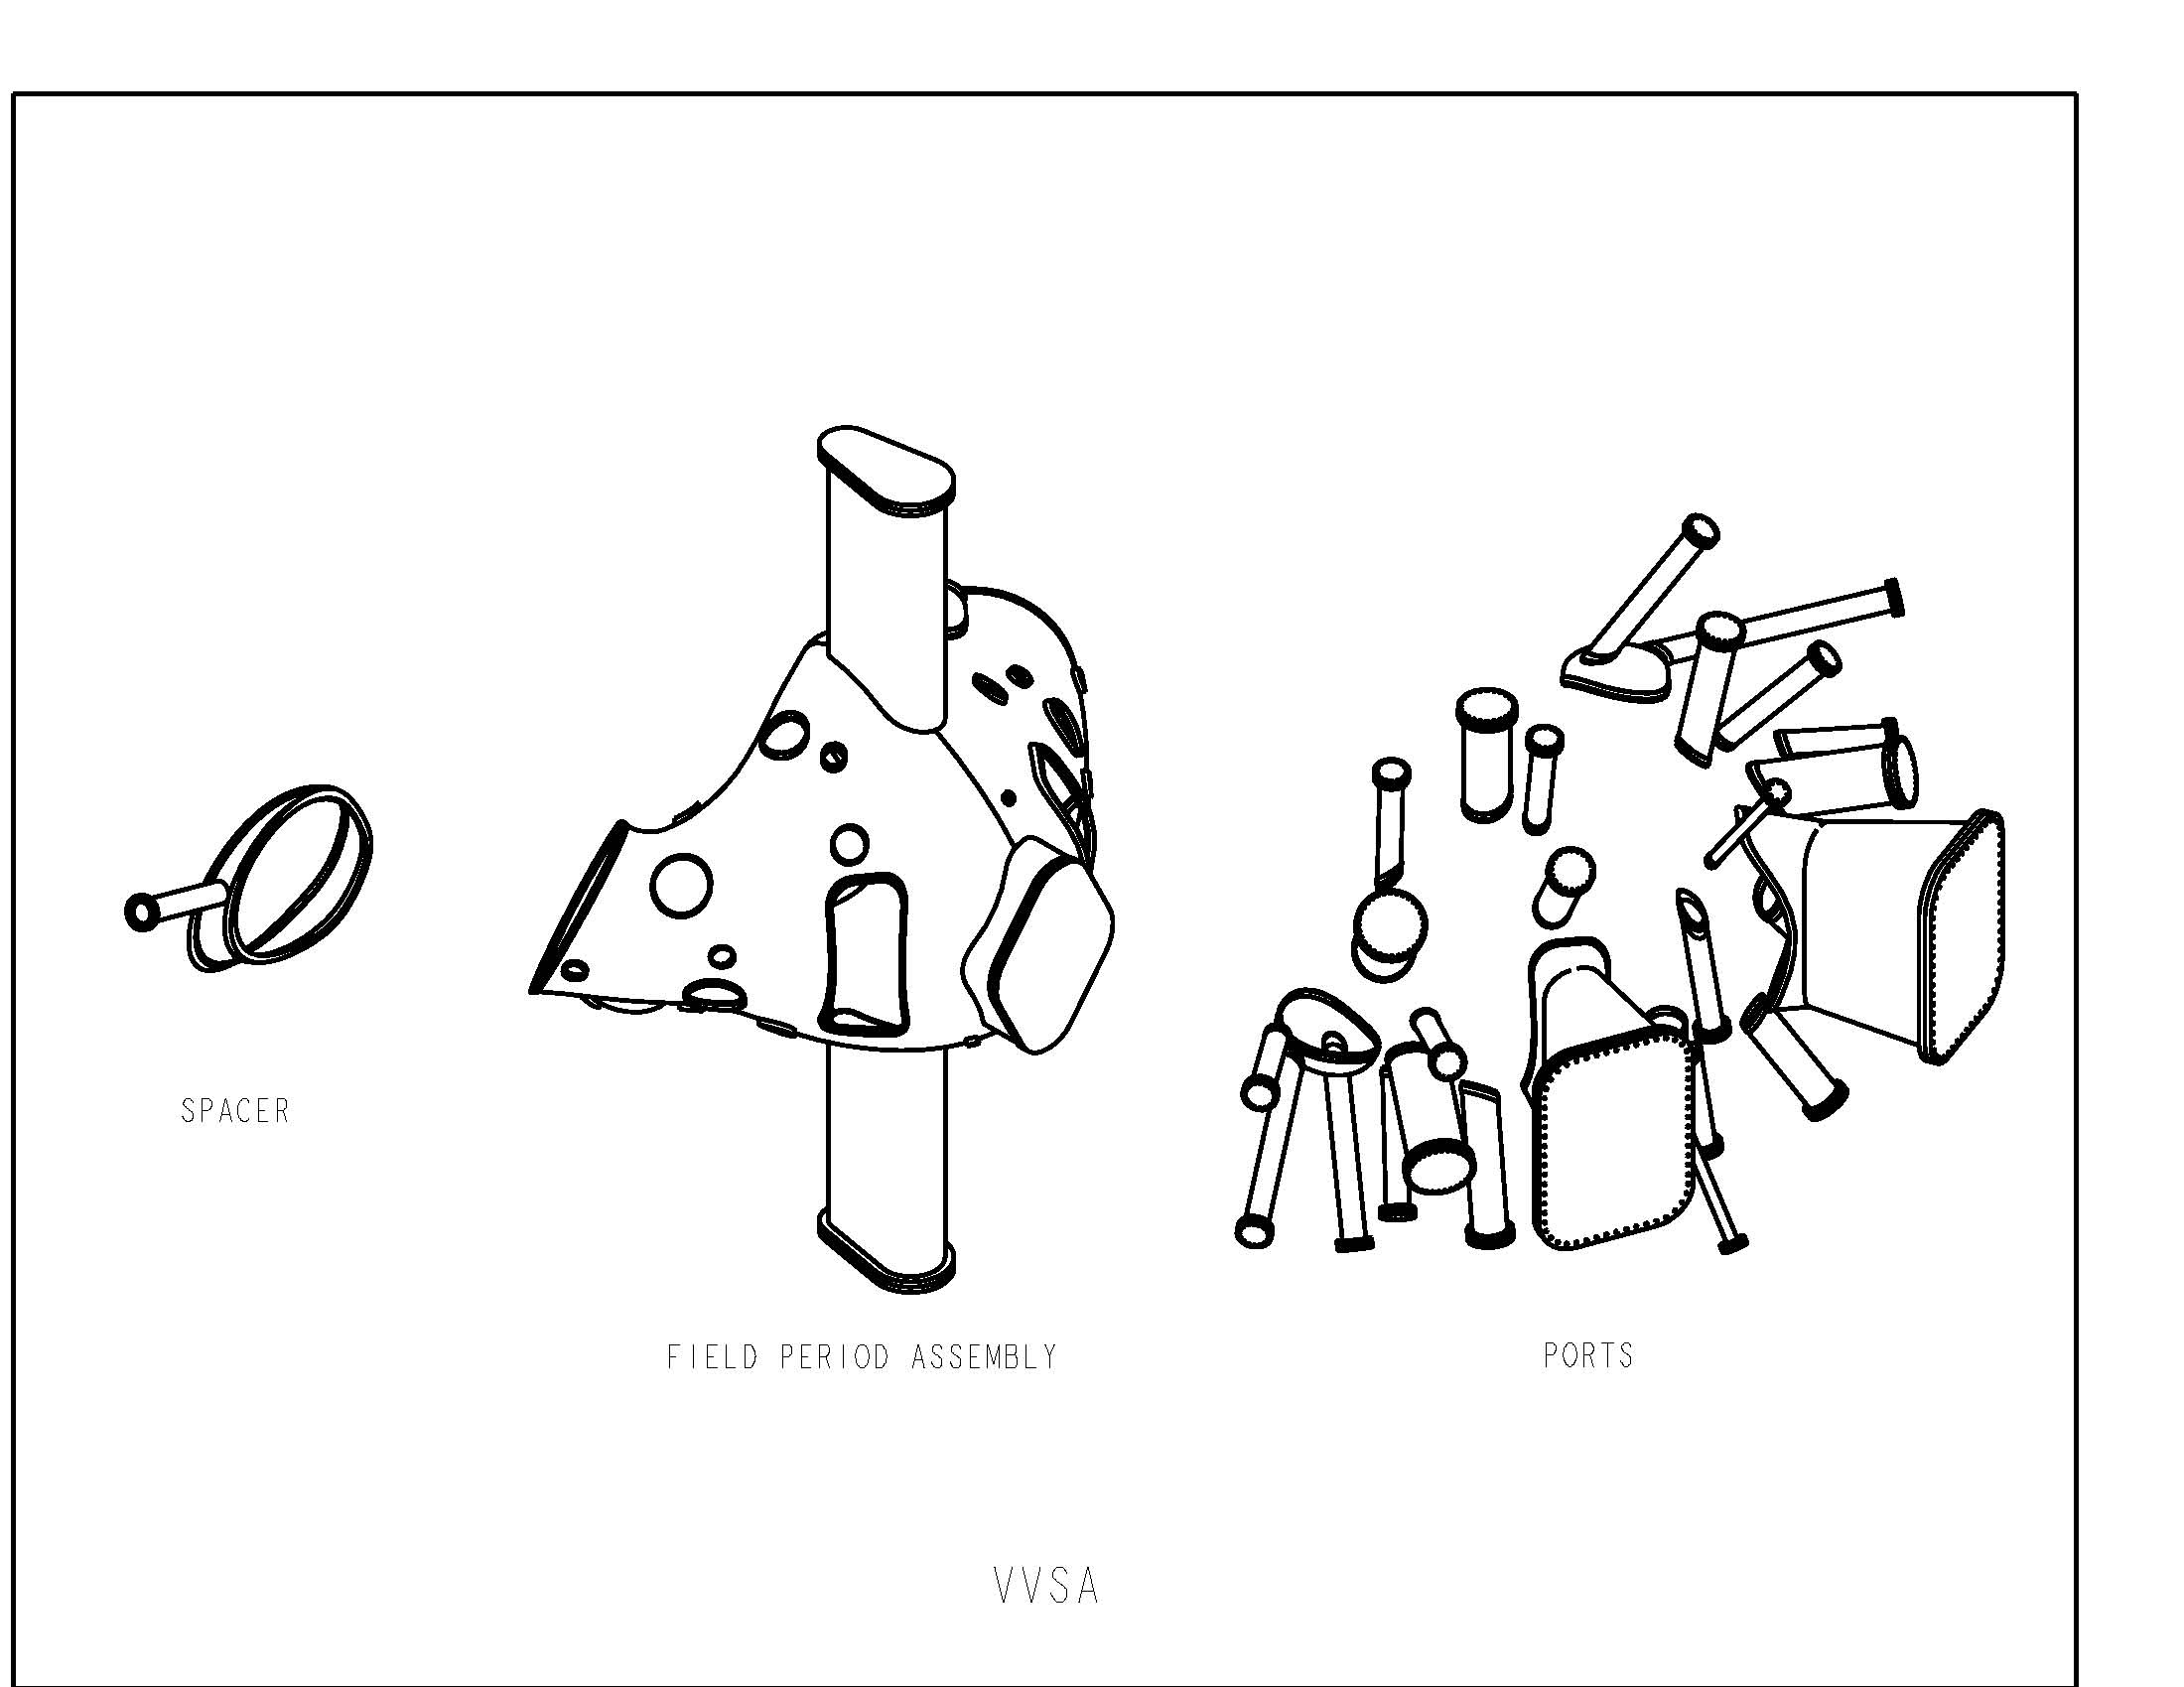 SPACER
FIELD PERIOD ASSEMBLY
PORTS
VVSA